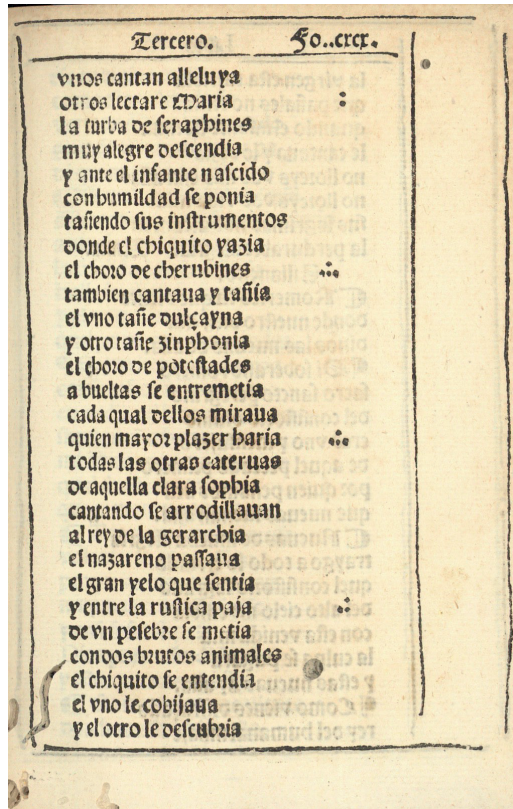 Tercero. Fo..cxcx.
vnos cantan alleluya
otros lectare Maria
la turba de seraphines
muy alegre descendia
y ante el infante nascido
con humildad se ponia
tañiendo sus instrumentos
donde el chiquito yazia
el choro de cherubines
tambien cantaua y tañia
el vno tañe dulçayna
y otro tañe zinphonia
el choro de potestades
a bueltas se entremetia
cada qual dellos miraua
quien mayor plazer haria
todas las otras cateruas
de aquella clara sophia
cantando se arrodillauan
al rey de la gerarchia
el nazareno passaua
el gran yelo que sentia
y entre la rustica paja
de vn pesebre se metia
con dos brutos animales
el chiquito se entendia
el vno le cobijaua
y el otro le descubria